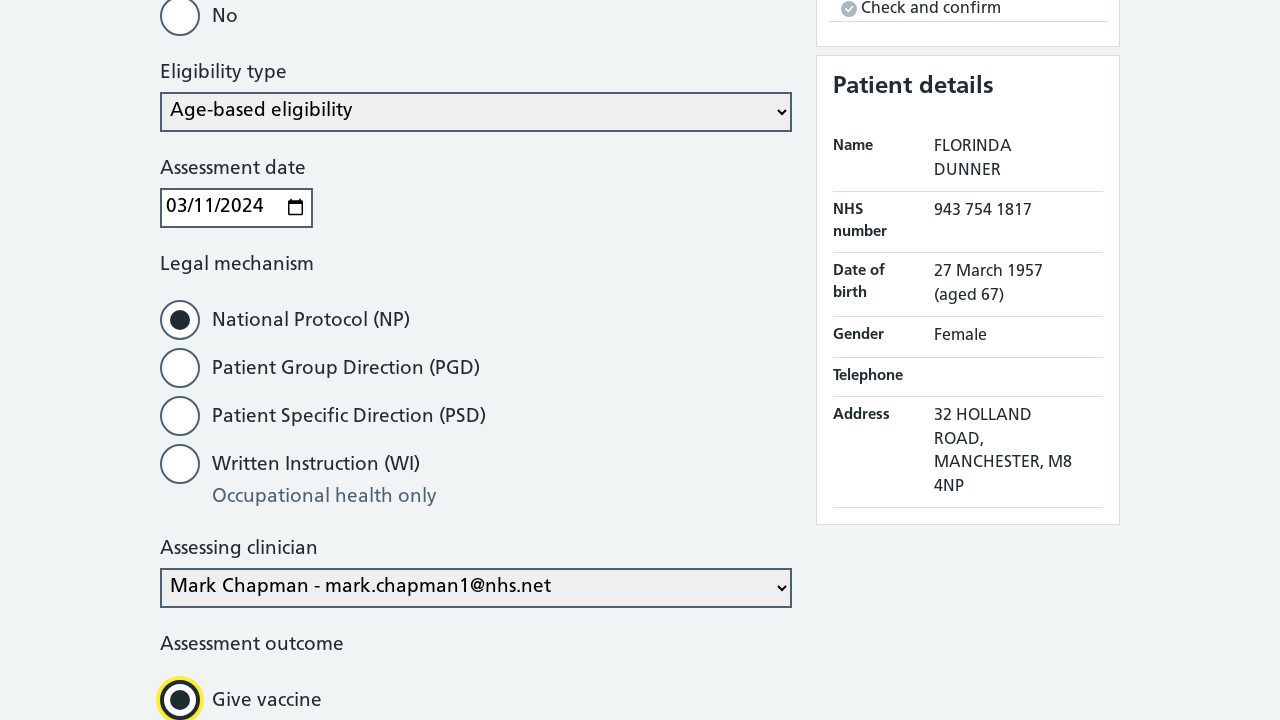 No
Eligibility type
Age-based eligibility
Assessment date
03/11/2024
Legal mechanism
National Protocol (NP)
Patient Group Direction (PGD)
Patient Specific Direction (PSD)
Written Instruction (WI)
Occupational health only
Assessing clinician
Mark Chapman - mark.chapman1@nhs.net
Assessment outcome
Give vaccine
Check and confirm
Patient details
Name FLORINDA
DUNNER
NHS 943 754 1817
number
Date of 27 March 1957
birth (aged 67)
Gender Female
Telephone
Address 32 HOLLAND
ROAD,
MANCHESTER, M8
4NP